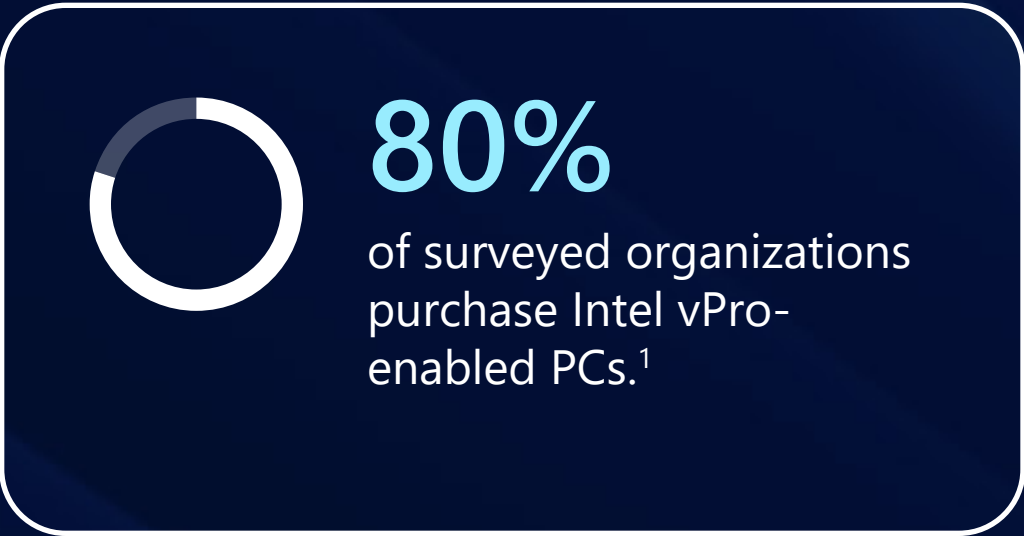 80%
of surveyed organizations
purchase Intel vPro-
enabled PCs.¹